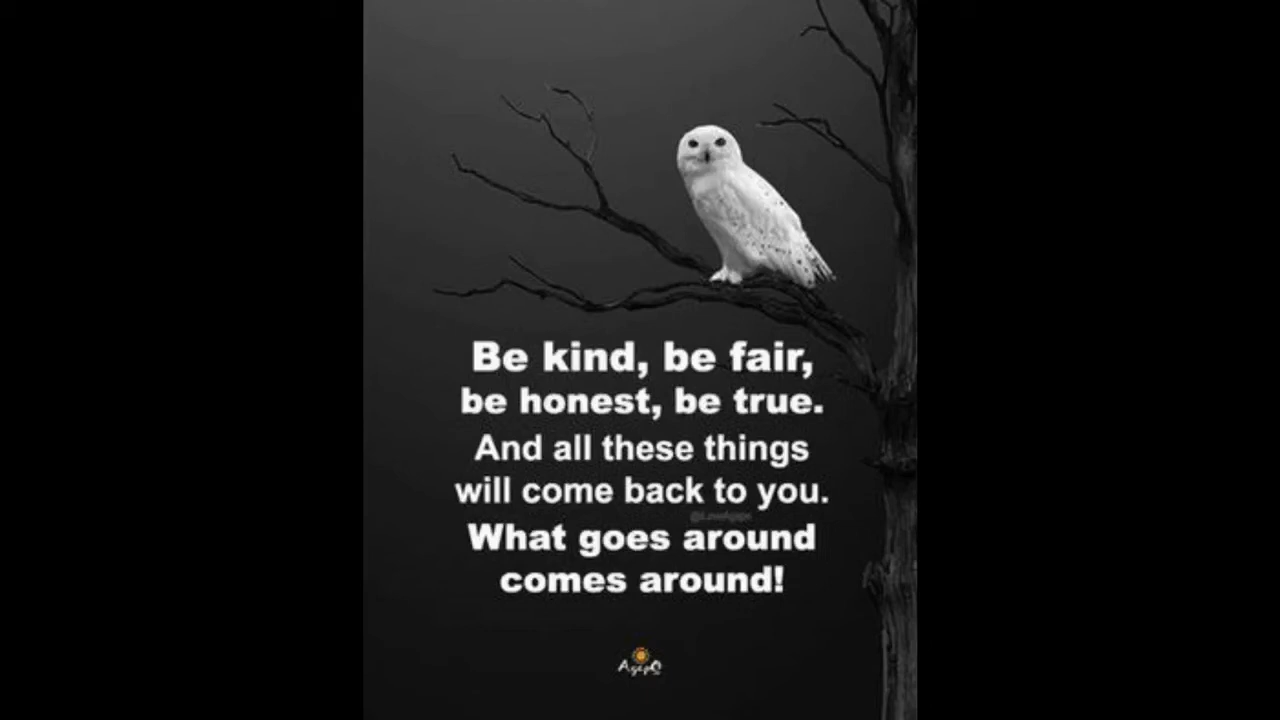 Be kind, be fair,
be honest, be true.
And all these things
will come back to you.
What goes around
comes around!